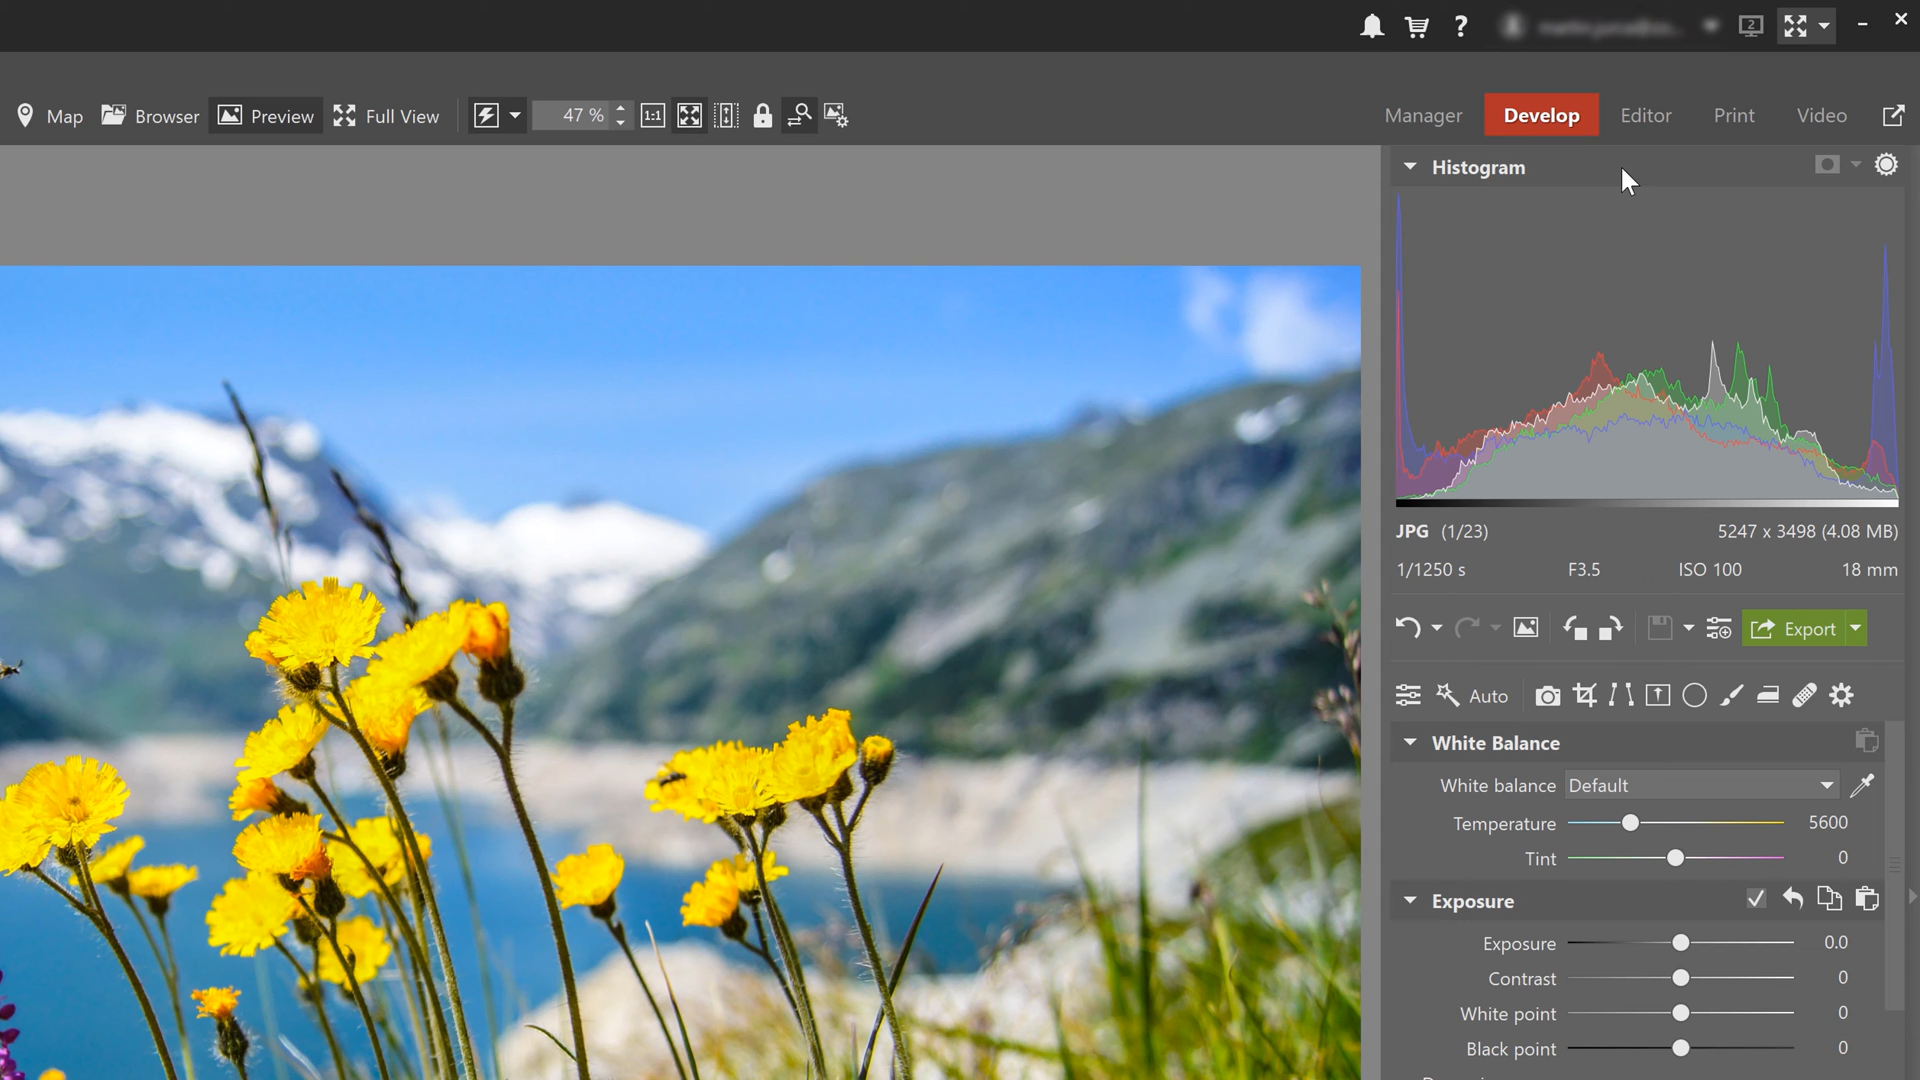 ?
2
Map Browser Preview Full View 47 % 1:1 Manager Develop Editor Print Video
Histogram
JPG (1/23) 5247 x 3498 (4.08 MB)
1/1250 s F3.5 ISO 100 18 mm
Export
Auto
White Balance
White balance Default
Temperature 5600
Tint 0
Exposure
Exposure 0.0
Contrast 0
White point 0
Black point 0